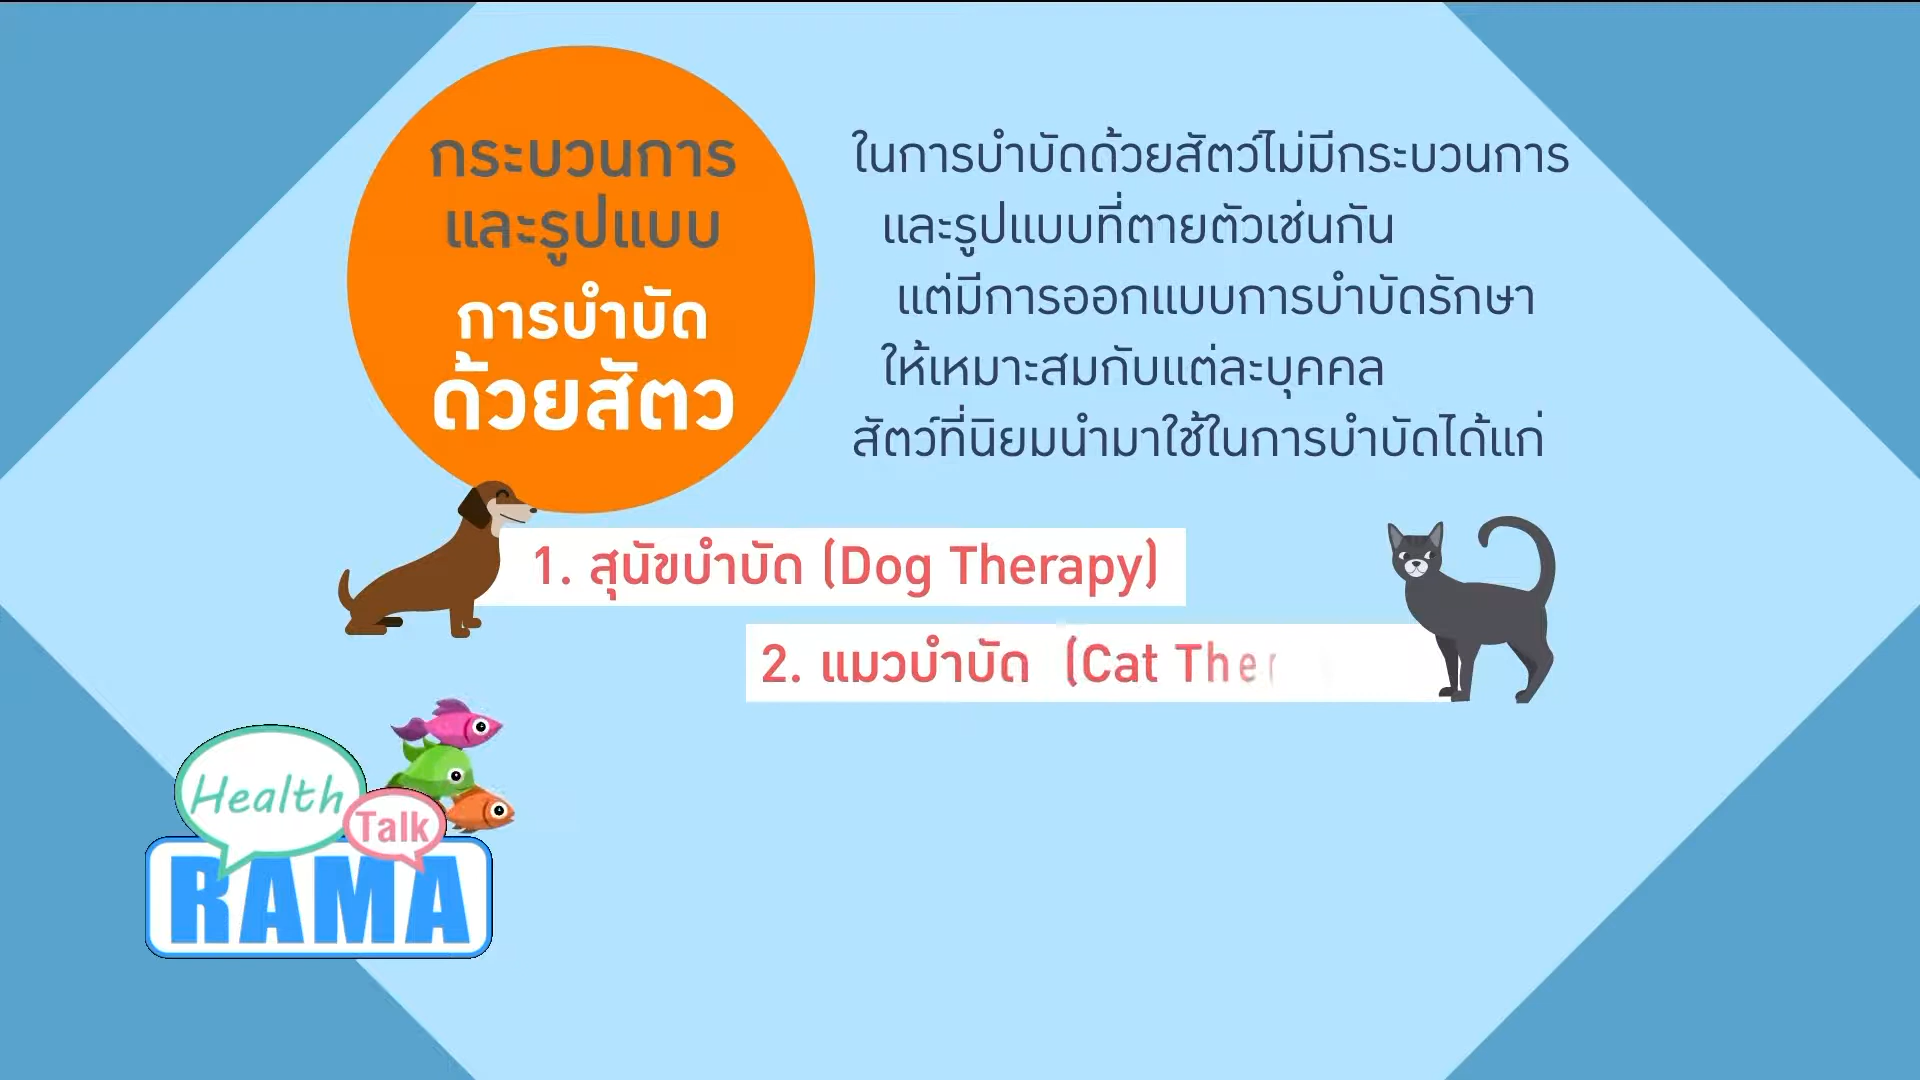 กระบวนการ
และรูปแบบ
การบำบัด
ด้วยสัตว
ในการบำบัดด้วยสัตว์ไม่มีกระบวนการ
และรูปแบบที่ตายตัวเช่นกัน
แต่มีการออกแบบการบำบัดรักษา
ให้เหมาะสมกับแต่ละบุคคล
สัตว์ที่นิยมนำมาใช้ในการบำบัดได้แก่
1. สุนัขบำบัด (Dog Therapy)
2. แมวบำบัด (Cat Ther
Health
Talk
RAMA